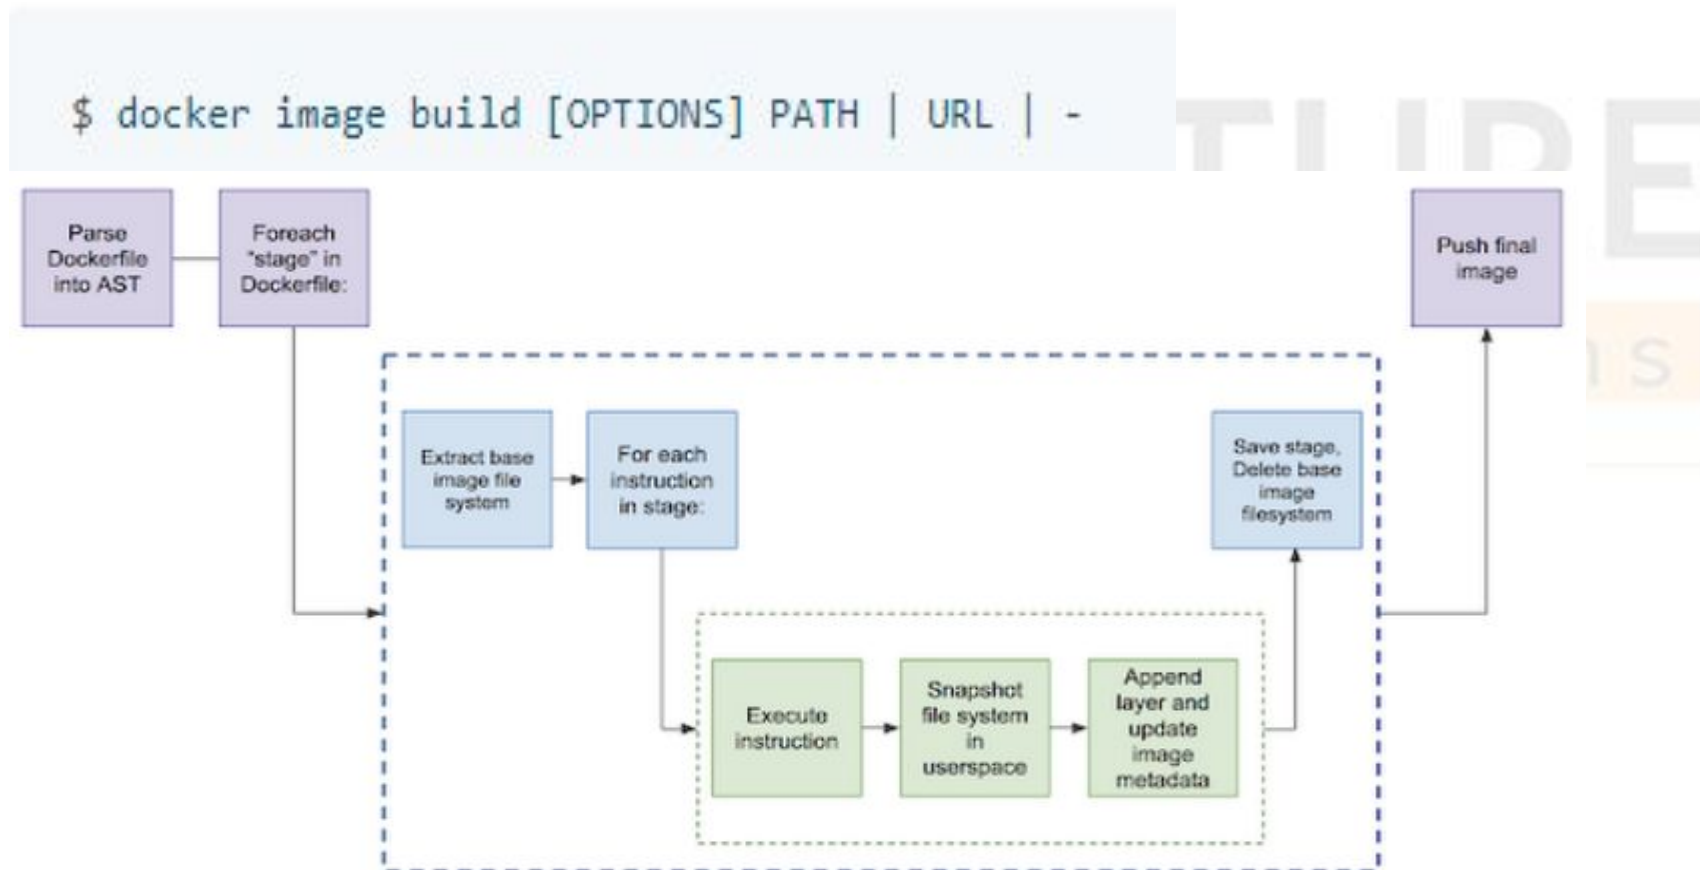 $ docker image build [OPTIONS] PATH | URL | -
Parse
Dockerfile
into AST
Foreach
"stage" in
Dockerfile:
Push final
image
Extract base
image file
system
For each
instruction
in stage:
Save stage,
Delete base
image
filesystem
Execute
instruction
Snapshot
file system
in
userspace
Append
layer and
update
image
metadata